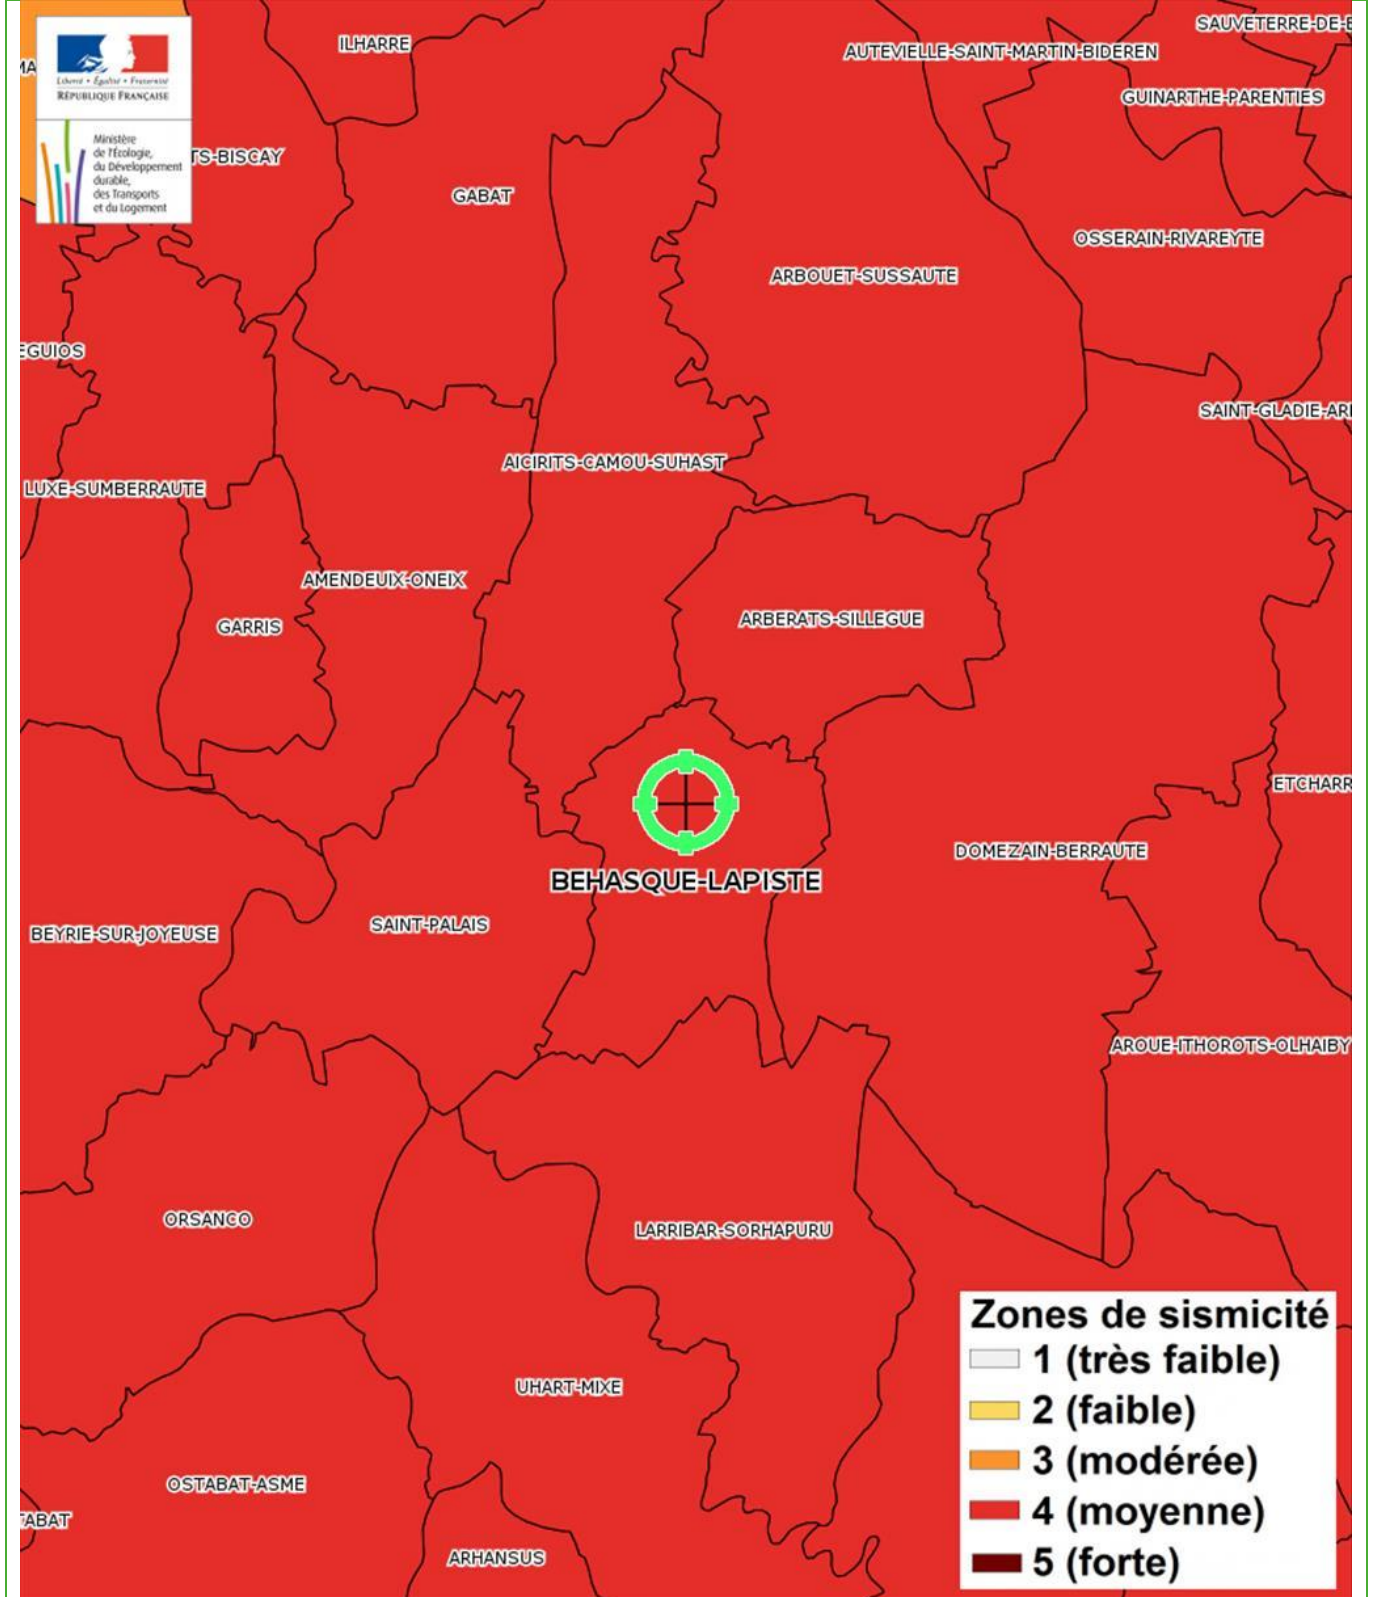 Liberté • Égalité • Fraternité
RÉPUBLIQUE FRANÇAISE
Ministère
de l'Écologie,
du Développement
durable,
des Transports
et du Logement
ILHARRE
AUTEVIELLE-SAINT-MARTIN-BIDEREN
SAUVETERRE-DE-B
MA
GUINARTHE-PARENTIES
TS-BISCAY
GABAT
OSSERAIN-RIVAREYTE
ARBOUET-SUSSAUTE
EGUIOS
SAINT-GLADIE-ARI
AICIRITS-CAMOU-SUHAST
LUXE-SUMBERRAUTE
AMENDEUIX-ONEIX
GARRIS
ARBERATS-SILLEGUE
ETCHARR
DOMEZAIN-BERRAUTE
BEHASQUE-LAPISTE
SAINT-PALAIS
BEYRIE-SUR-JOYEUSE
AROUE-ITHOROTS-OLHAIBY
ORSANCO
LARRIBAR-SORHAPURU
UHART-MIXE
OSTABAT-ASME
TABAT
ARHANSUS
Zones de sismicité
1 (très faible)
2 (faible)
3 (modérée)
4 (moyenne)
5 (forte)